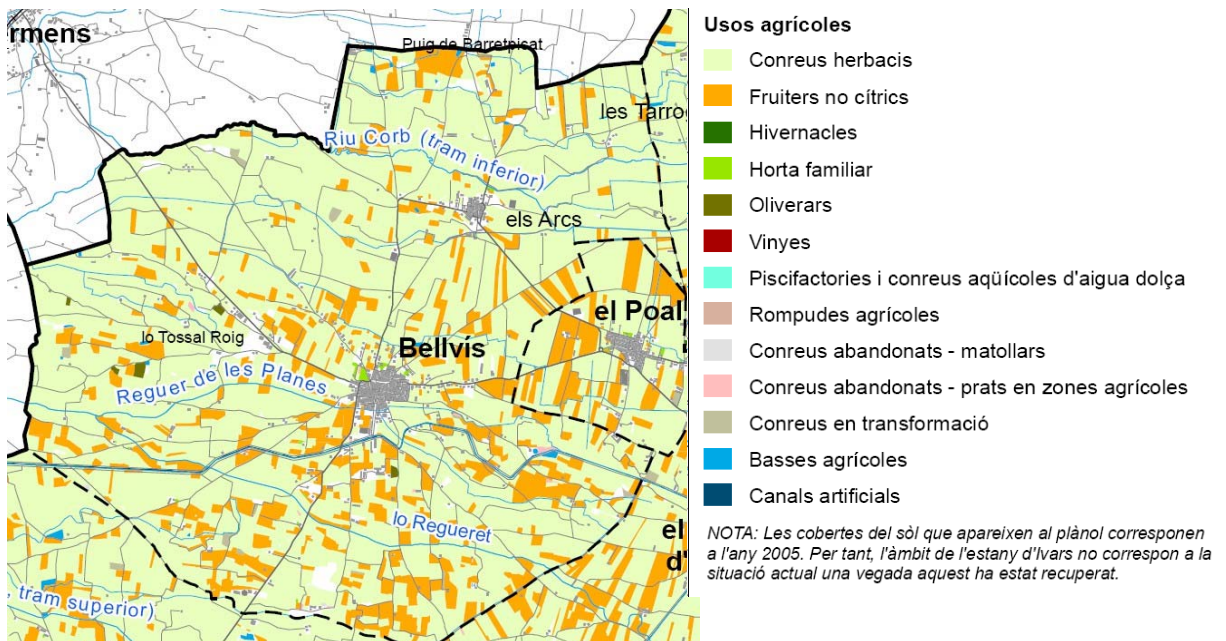 rmens
Puig de Barretpisat
les Tarro
Riu Corb (tram inferior)
els Arcs
el Poal
lo Tossal Roig
Bellvís
Reguer de les Planes
lo Regueret
el
d'
, tram superior)
Usos agrícoles
Conreus herbacis
Fruiters no cítrics
Hivernacles
Horta familiar
Oliverars
Vinyes
Piscifactories i conreus aqüícoles d'aigua dolça
Rompudes agrícoles
Conreus abandonats - matollars
Conreus abandonats - prats en zones agrícoles
Conreus en transformació
Basses agrícoles
Canals artificials
NOTA: Les cobertes del sòl que apareixen al plànol corresponen
a l'any 2005. Per tant, l'àmbit de l'estany d'Ivars no correspon a la
situació actual una vegada aquest ha estat recuperat.